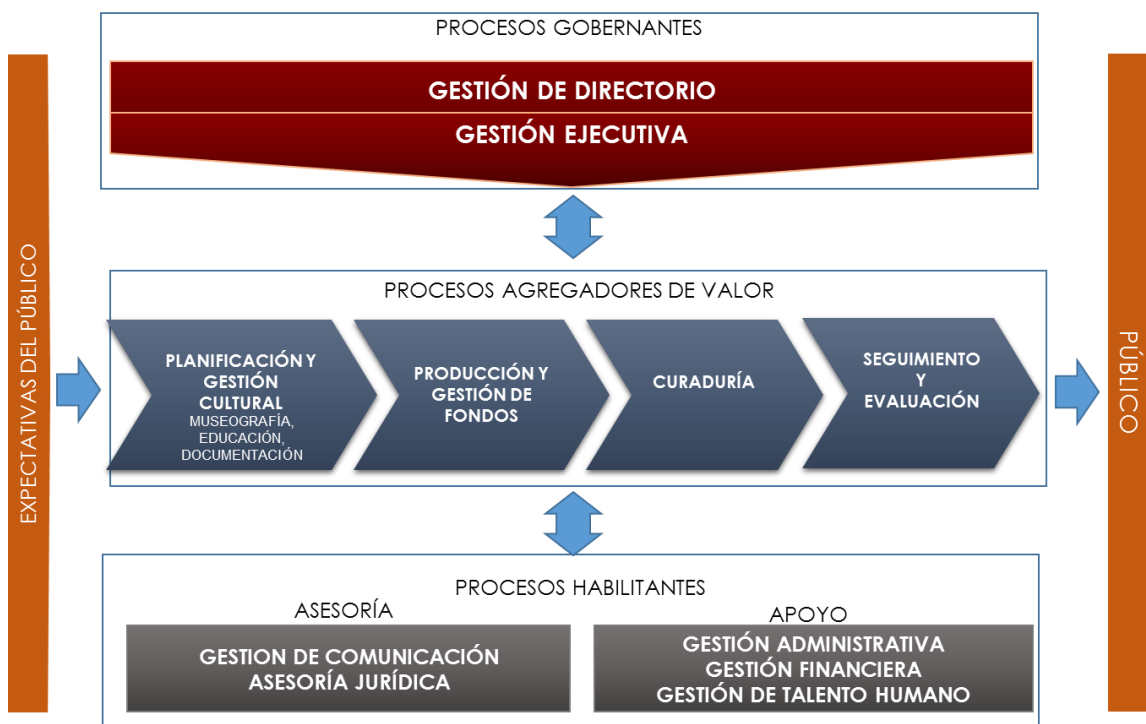 PROCESOS GOBERNANTES
GESTIÓN DE DIRECTORIO
GESTIÓN EJECUTIVA
EXPECTATIVAS DEL PÚBLICO
PROCESOS AGREGADORES DE VALOR
PLANIFICACIÓN Y
GESTIÓN
CULTURAL
MUSEOGRAFÍA,
EDUCACIÓN,
DOCUMENTACIÓN
PRODUCCIÓN Y
GESTIÓN DE
FONDOS
CURADURÍA
SEGUIMIENTO
Y
EVALUACIÓN
PÚBLICO
PROCESOS HABILITANTES
ASESORÍA
GESTION DE COMUNICACIÓN
ASESORÍA JURÍDICA
APOYO
GESTIÓN ADMINISTRATIVA
GESTIÓN FINANCIERA
GESTIÓN DE TALENTO HUMANO